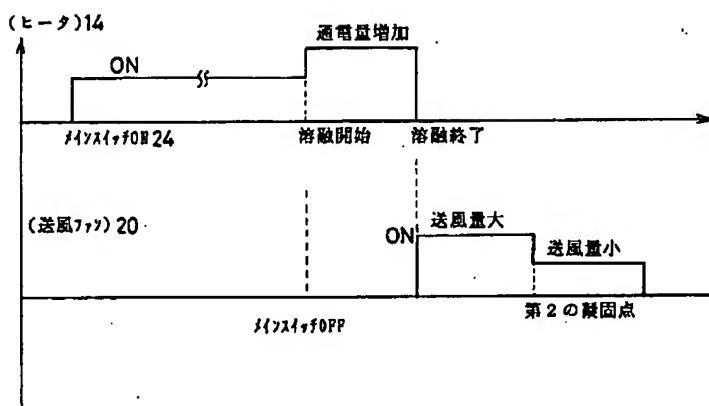 (ヒータ)14
通電量増加
ON
メインスイッチON 24
溶融開始
溶融終了
(送風ファン)20
ON
送風量大
送風量小
メインスイッチOFF
第2の凝固点